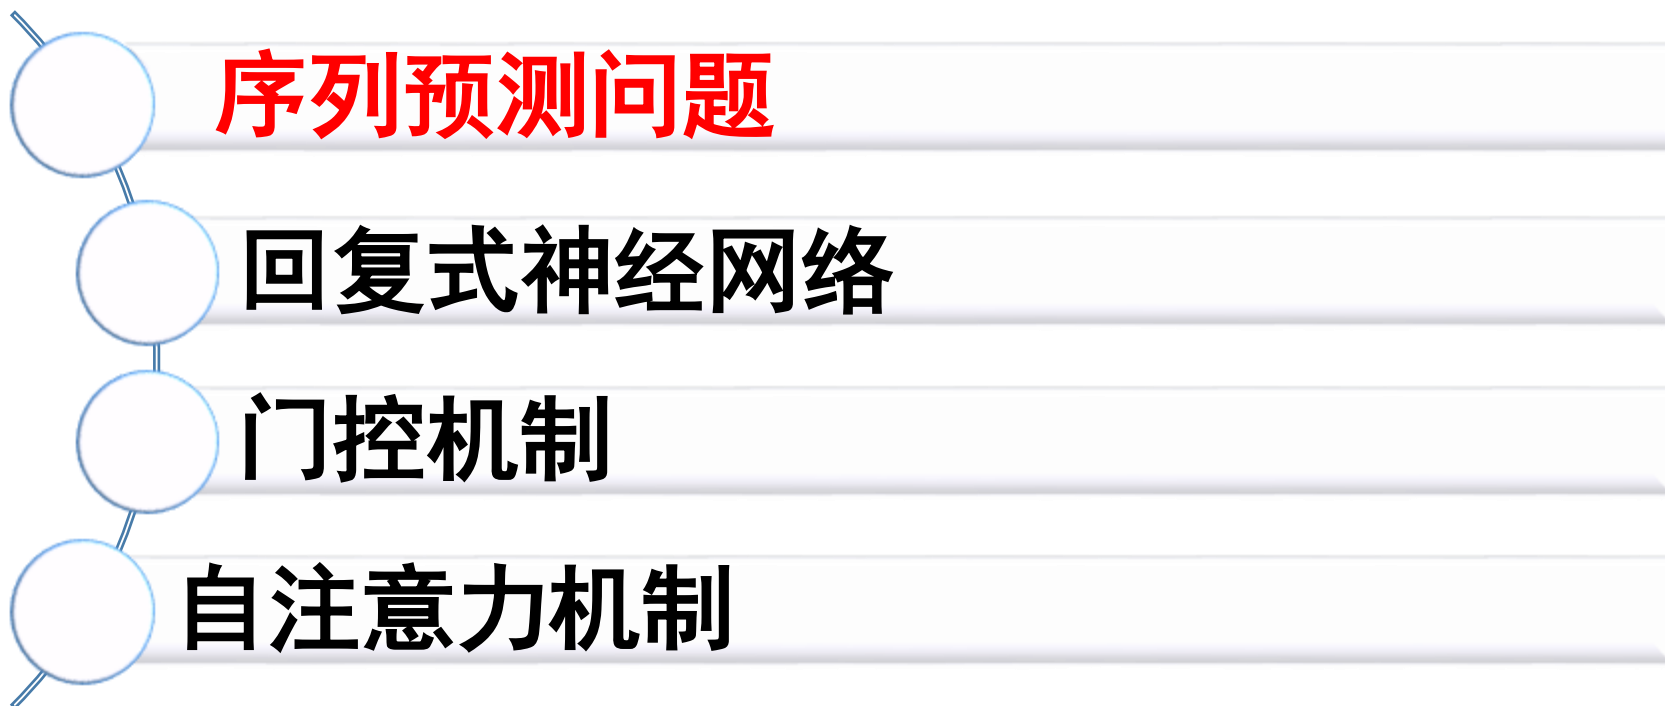 序列预测问题
回复式神经网络
门控机制
自注意力机制